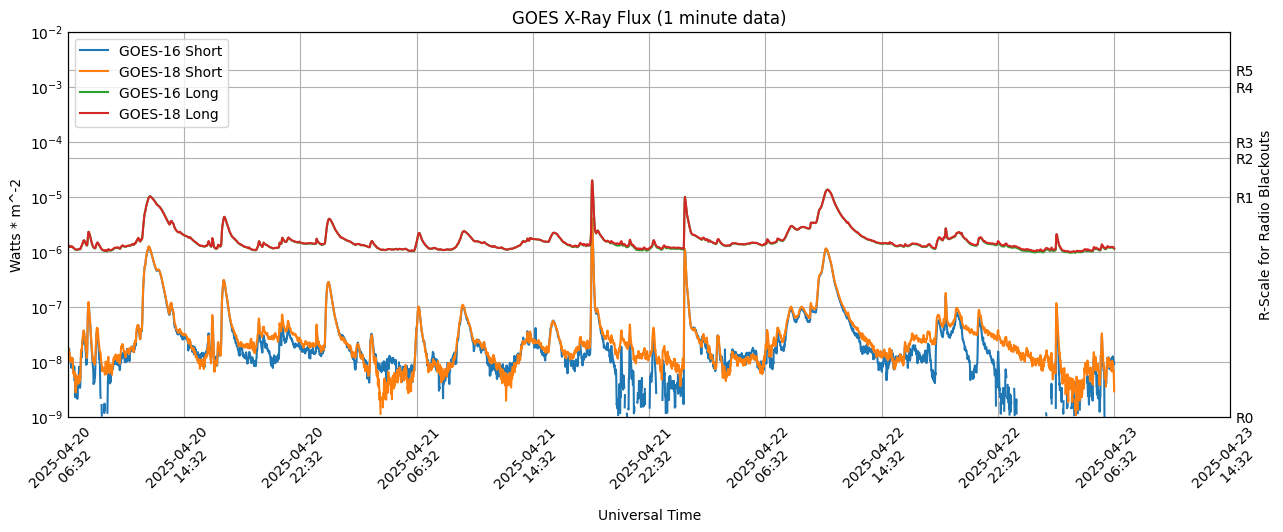 GOES X-Ray Flux (1 minute data)
GOES-16 Short
GOES-18 Short
GOES-16 Long
GOES-18 Long
Watts * m^-2
10⁻²
10⁻³
10⁻⁴
10⁻⁵
10⁻⁶
10⁻⁷
10⁻⁸
10⁻⁹
R5
R4
R3
R2
R1
R0
R-Scale for Radio Blackouts
2025-04-20
06:32
2025-04-20
14:32
2025-04-20
22:32
2025-04-21
06:32
2025-04-21
14:32
2025-04-21
22:32
2025-04-22
06:32
2025-04-22
14:32
2025-04-22
22:32
2025-04-23
06:32
2025-04-23
14:32
Universal Time